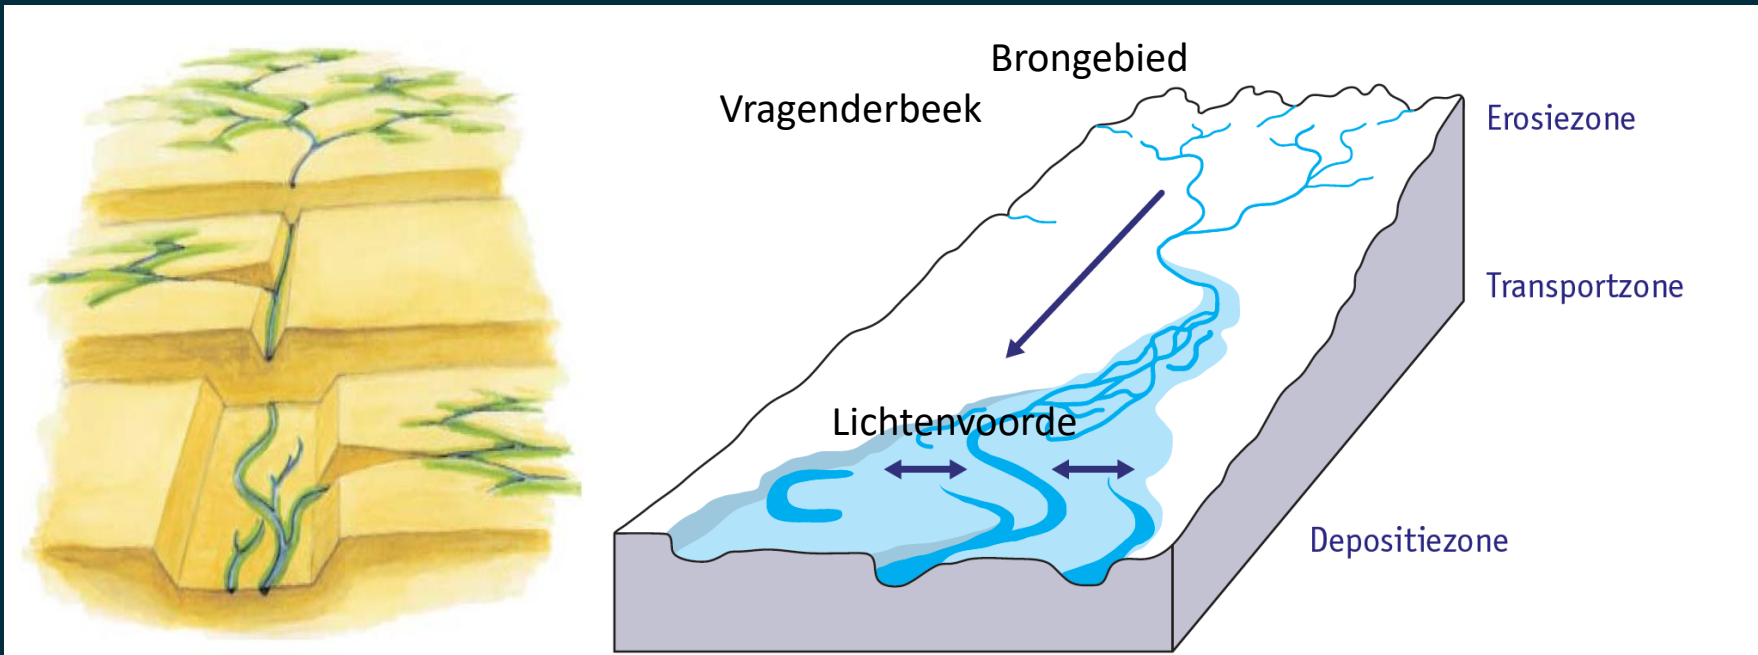 Brongebied
Vragenderbeek
Erosiezone
Transportzone
Lichtenvoorde
Depositiezone